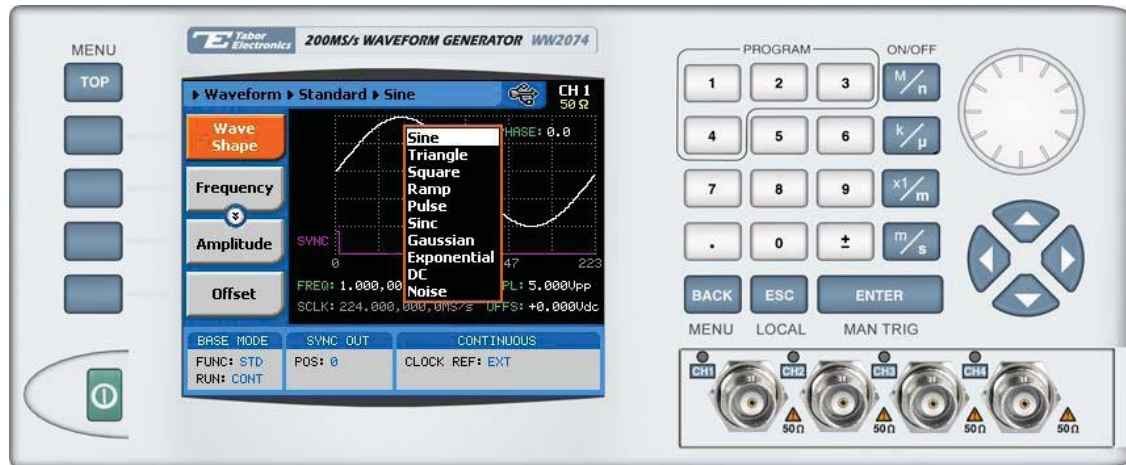 MENU
TOP
Tabor Electronics 200MS/s WAVEFORM GENERATOR WW2074
Waveform Standard Sine CH 1
50 Ω
Wave Shape
Frequency
Amplitude
Offset
PHASE: 0.0
Sine
Triangle
Square
Ramp
Pulse
Sinc
Gaussian
Exponential
DC
Noise
SYNC
0 47 223
FREQ: 1.000,00 PL: 5.000Vpp
SCLK: 224.000,000,0MS/s OFFS: +0.000Vdc
BASE MODE SYNC OUT CONTINUOUS
FUNC: STD POS: 0 CLOCK REF: EXT
RUN: CONT
PROGRAM ON/OFF
1 2 3 M/n
4 5 6 k/µ
7 8 9 x1/m
. 0 ± m/s
BACK ESC ENTER
MENU LOCAL MAN TRIG
CH1 CH2 CH3 CH4
50Ω 50Ω 50Ω 50Ω